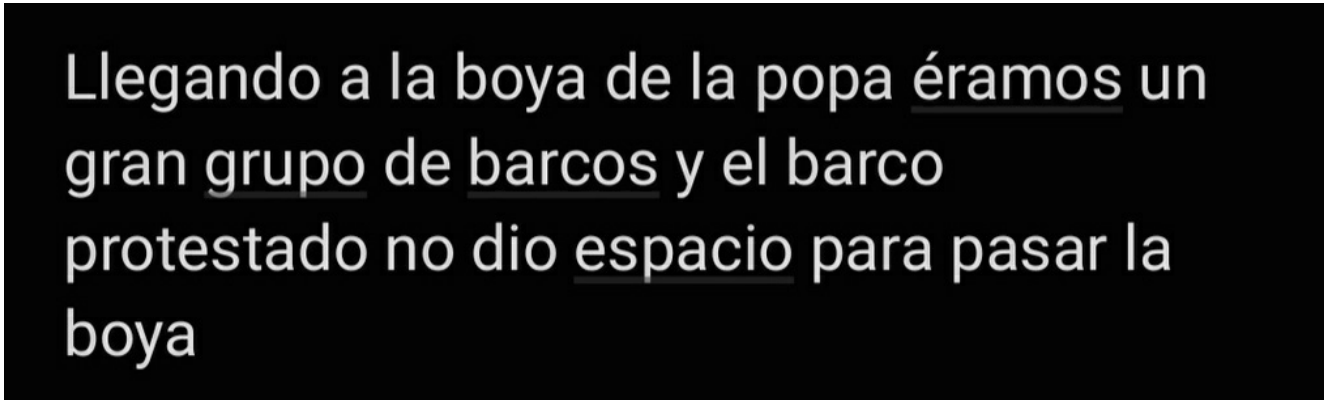 Llegando a la boya de la popa éramos un
gran grupo de barcos y el barco
protestado no dio espacio para pasar la
boya